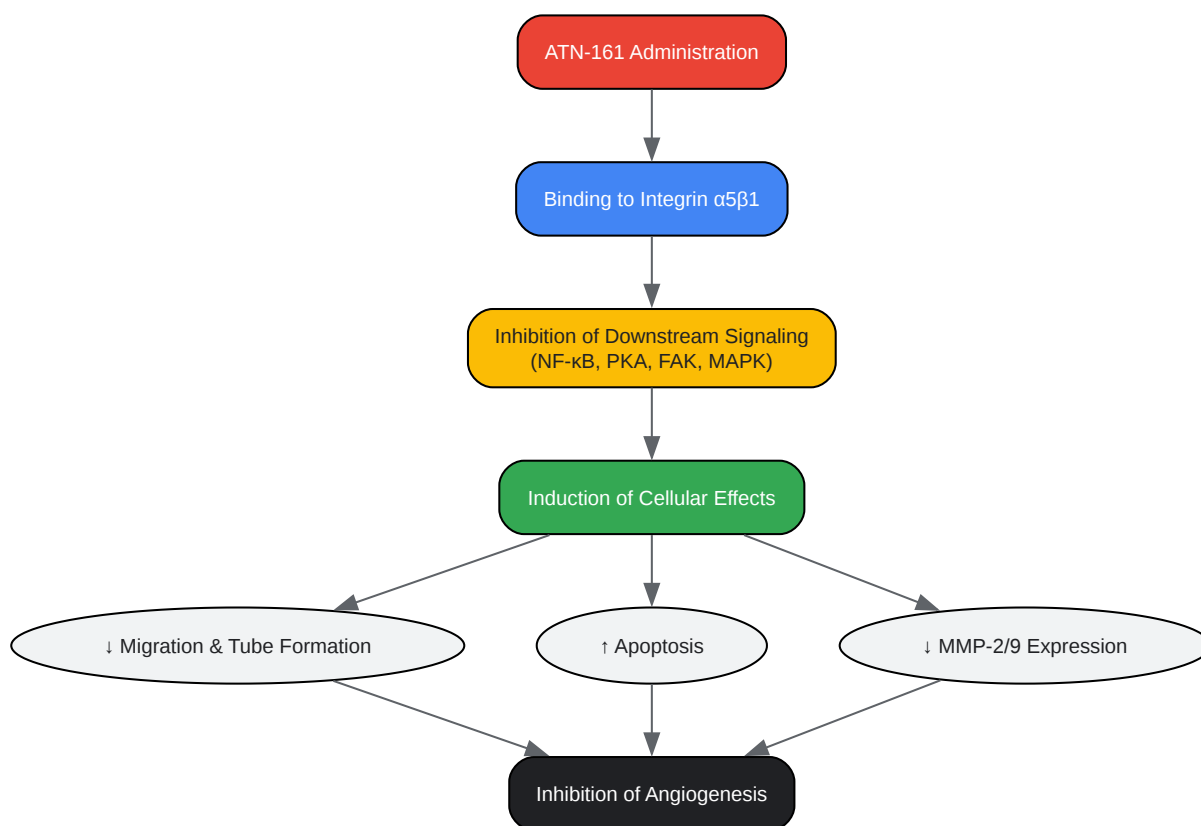 ATN-161 Administration
Binding to Integrin α5β1
Inhibition of Downstream Signaling
(NF-κB, PKA, FAK, MAPK)
Induction of Cellular Effects
↓ Migration & Tube Formation
↑ Apoptosis
↓ MMP-2/9 Expression
Inhibition of Angiogenesis